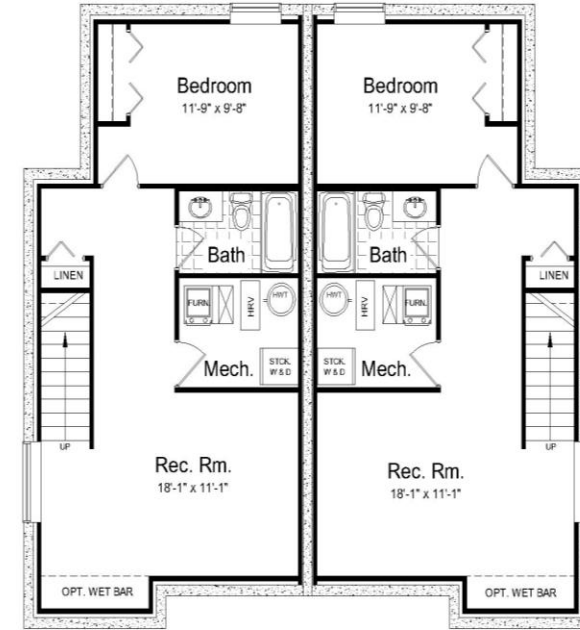 Bedroom
11'-9" x 9'-8"
Bedroom
11'-9" x 9'-8"
Bath
Bath
LINEN
LINEN
FURN.
HRV
HWT
HWT
HRV
FURN.
Mech.
STCK.
W & D
STCK.
W & D
Mech.
UP
UP
Rec. Rm.
18'-1" x 11'-1"
Rec. Rm.
18'-1" x 11'-1"
OPT. WET BAR
OPT. WET BAR